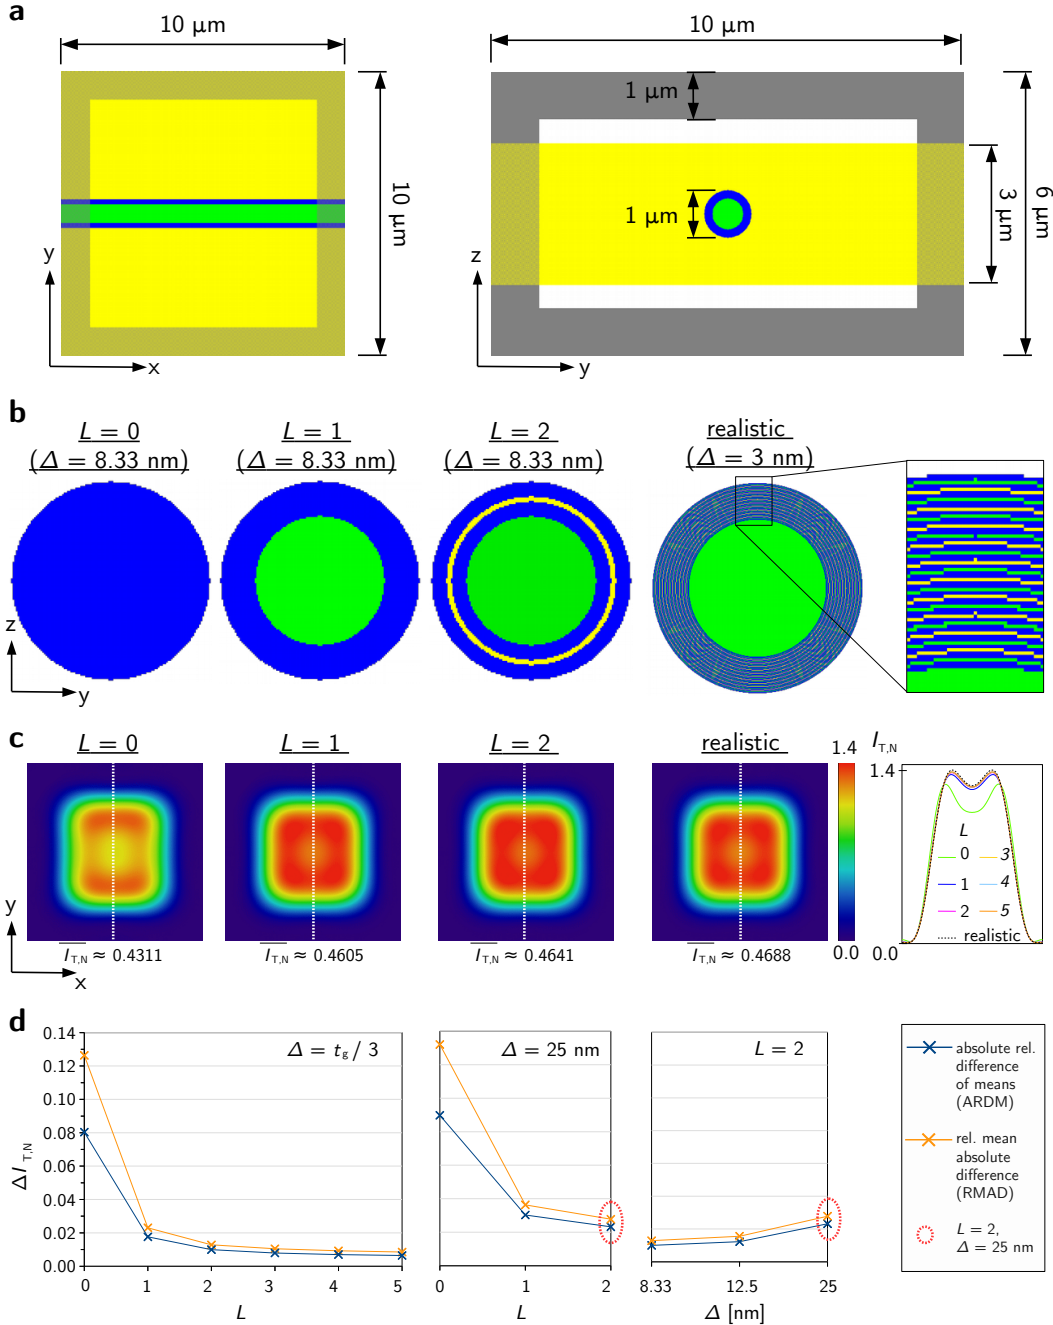 a
10 μm
10 μm
y
x
10 μm
1 μm
1 μm
3 μm
6 μm
z
y
b
L = 0
(Δ = 8.33 nm)
L = 1
(Δ = 8.33 nm)
L = 2
(Δ = 8.33 nm)
realistic
(Δ = 3 nm)
z
y
c
L = 0
L = 1
L = 2
realistic
1.4
0.0
I_T,N
1.4
0.0
L
0 3
1 4
2 5
realistic
y
x
I_T,N ≈ 0.4311
I_T,N ≈ 0.4605
I_T,N ≈ 0.4641
I_T,N ≈ 0.4688
d
ΔI_T,N
0.14
0.12
0.10
0.08
0.06
0.04
0.02
0.00
Δ = t_g / 3
0 1 2 3 4 5
L
Δ = 25 nm
0 1 2
L
L = 2
8.33 12.5 25
Δ [nm]
absolute rel.
difference
of means
(ARDM)
rel. mean
absolute
difference
(RMAD)
L = 2,
Δ = 25 nm